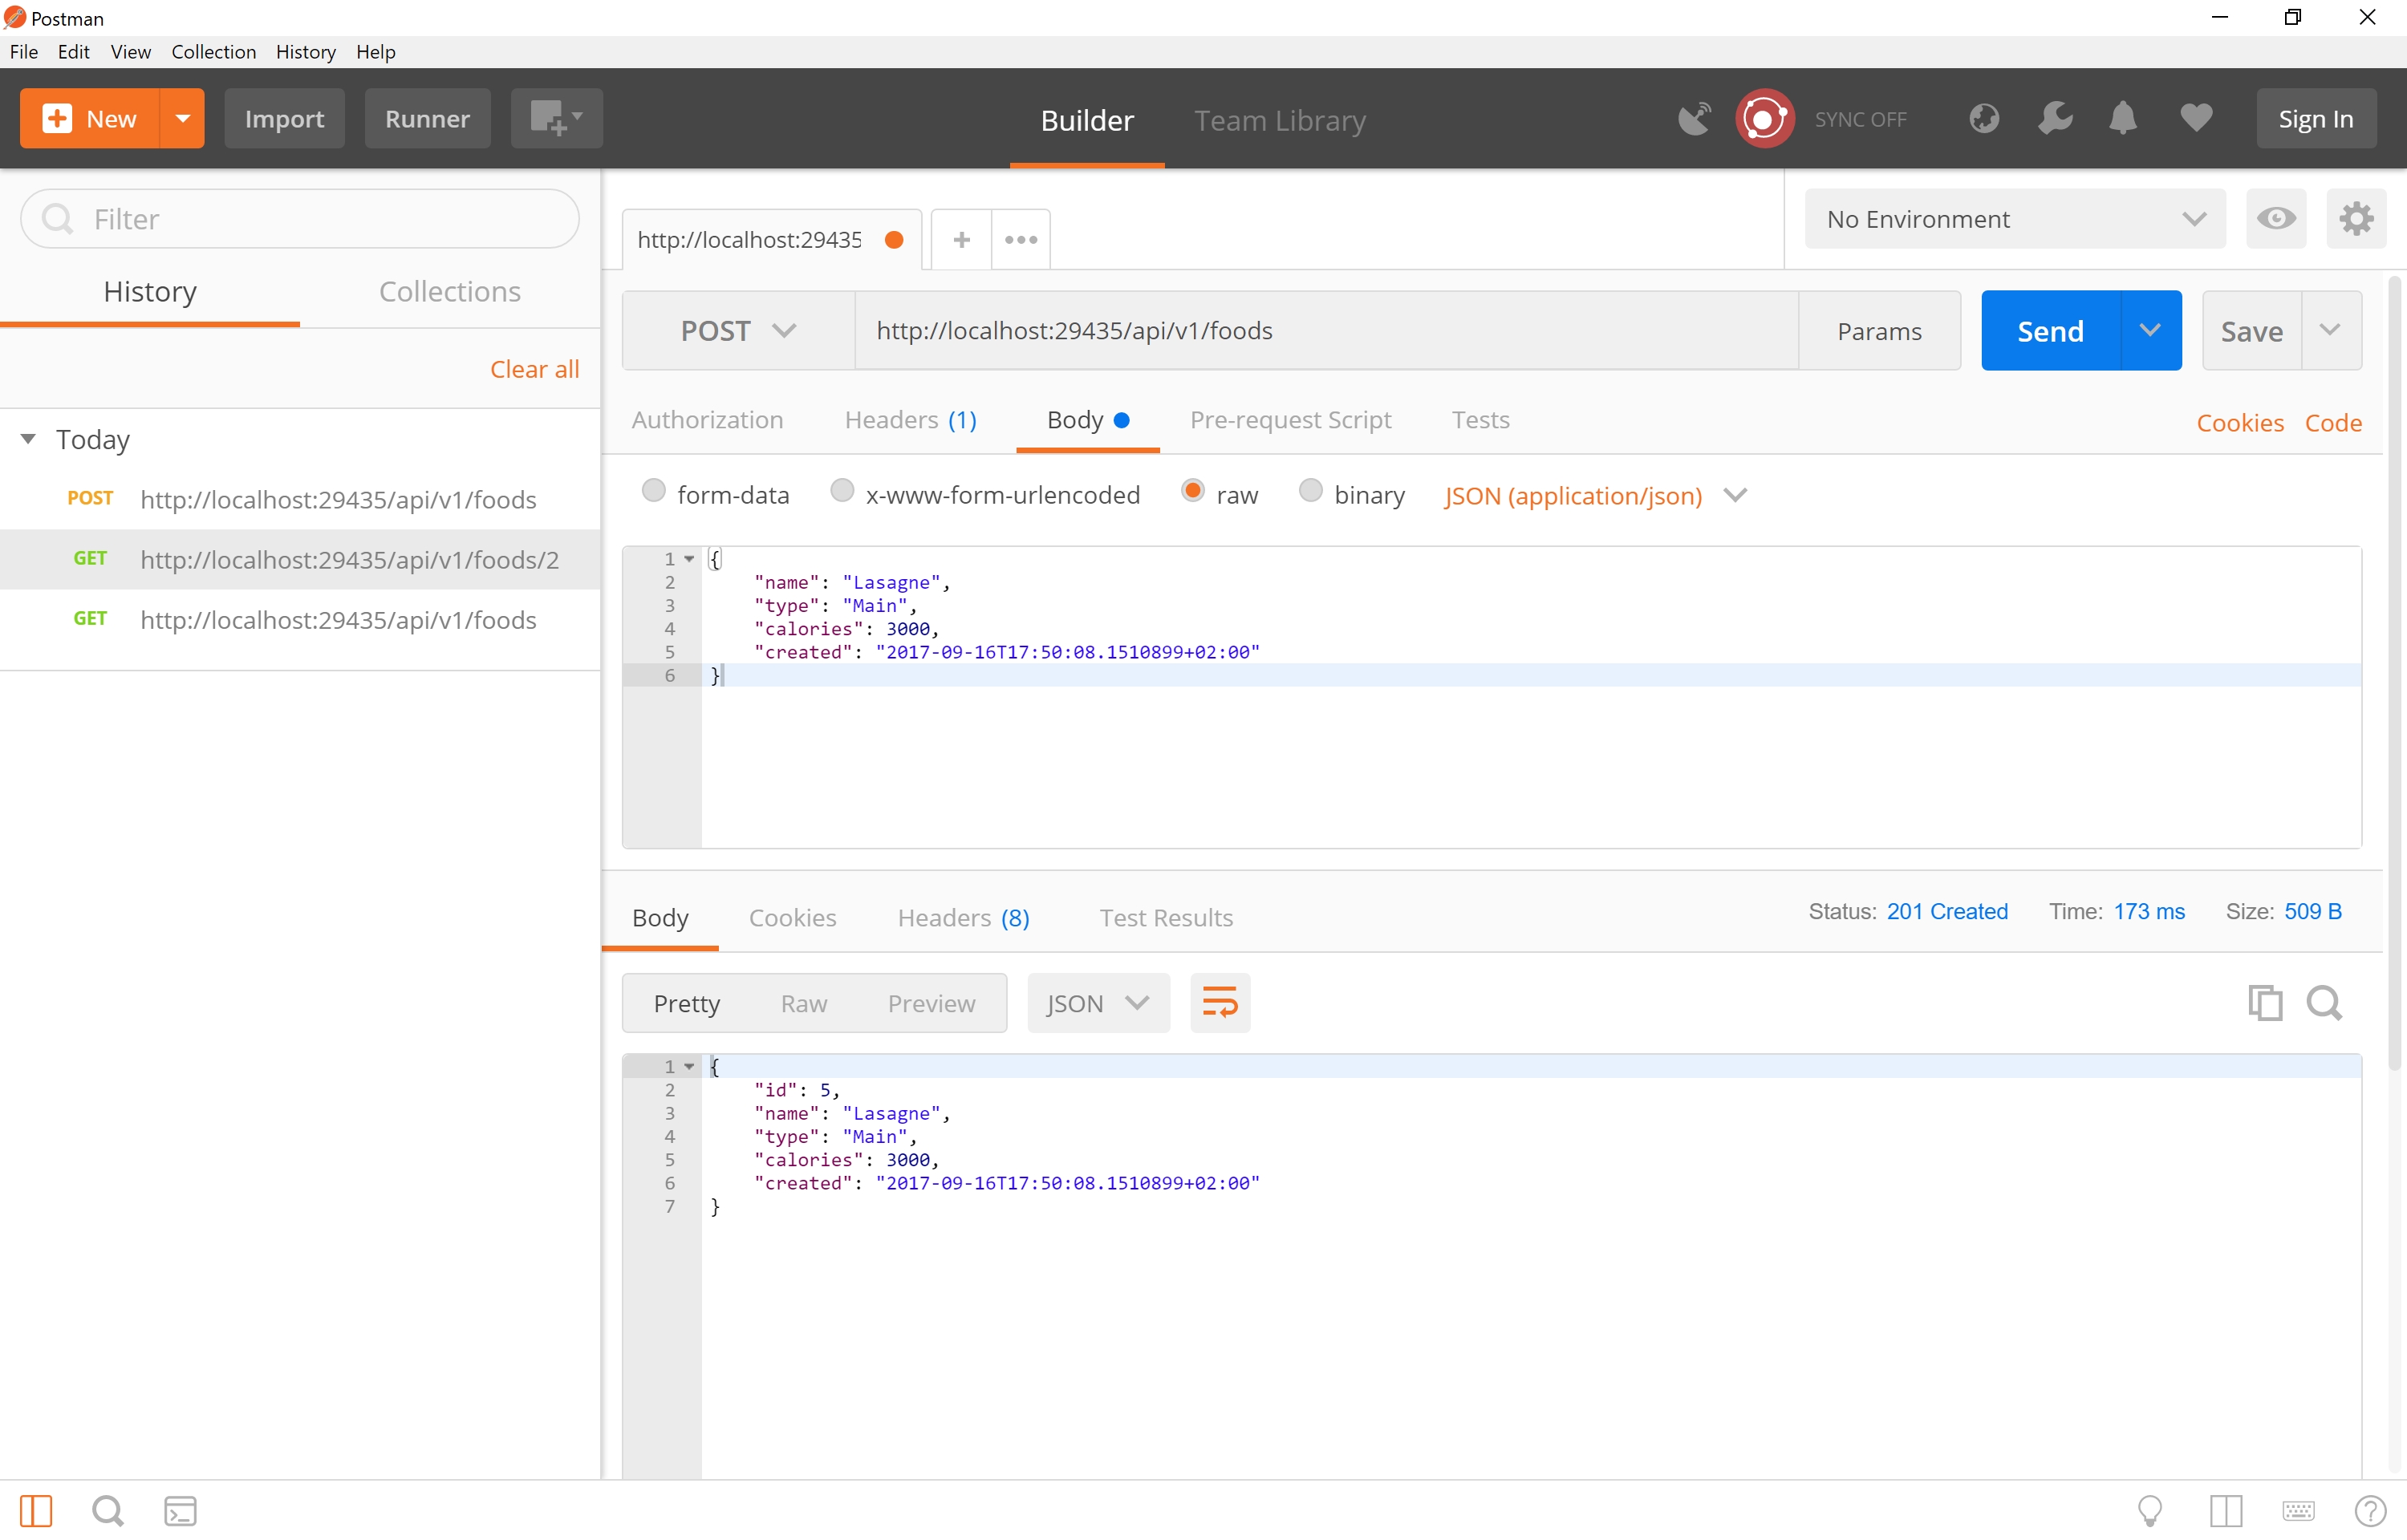 Postman
File Edit View Collection History Help
New Import Runner Builder Team Library SYNC OFF Sign In
Filter
History Collections
Clear all
Today
POST http://localhost:29435/api/v1/foods
GET http://localhost:29435/api/v1/foods/2
GET http://localhost:29435/api/v1/foods
http://localhost:29435 + ••• No Environment
POST http://localhost:29435/api/v1/foods Params Send Save
Authorization Headers (1) Body Pre-request Script Tests Cookies Code
form-data x-www-form-urlencoded raw binary JSON (application/json)
1 {
2 "name": "Lasagne",
3 "type": "Main",
4 "calories": 3000,
5 "created": "2017-09-16T17:50:08.1510899+02:00"
6 }
Body Cookies Headers (8) Test Results Status: 201 Created Time: 173 ms Size: 509 B
Pretty Raw Preview JSON
1 {
2 "id": 5,
3 "name": "Lasagne",
4 "type": "Main",
5 "calories": 3000,
6 "created": "2017-09-16T17:50:08.1510899+02:00"
7 }